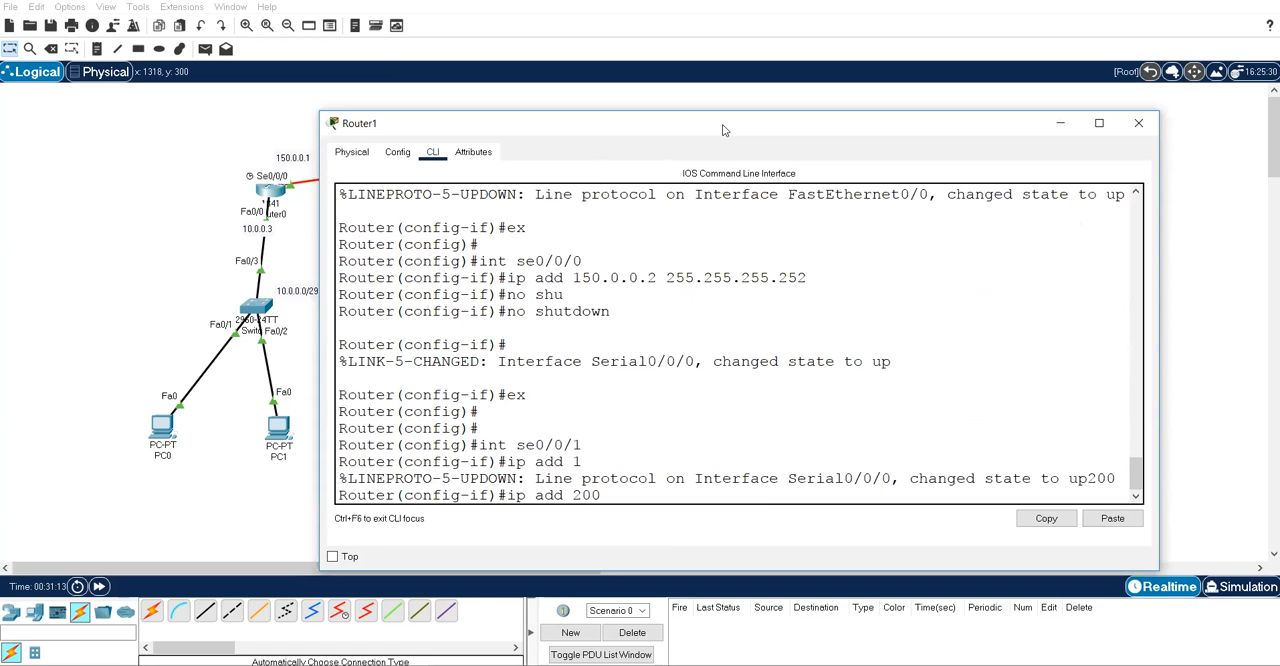 File Edit Options View Tools Extensions Window Help
?
Logical Physical x: 1318, y: 300 [Root] 16:25:30
Router1
Physical Config CLI Attributes
IOS Command Line Interface
%LINEPROTO-5-UPDOWN: Line protocol on Interface FastEthernet0/0, changed state to up
Router(config-if)#ex
Router(config)#
Router(config)#int se0/0/0
Router(config-if)#ip add 150.0.0.2 255.255.255.252
Router(config-if)#no shu
Router(config-if)#no shutdown
Router(config-if)#
%LINK-5-CHANGED: Interface Serial0/0/0, changed state to up
Router(config-if)#ex
Router(config)#
Router(config)#
Router(config)#int se0/0/1
Router(config-if)#ip add 1
%LINEPROTO-5-UPDOWN: Line protocol on Interface Serial0/0/0, changed state to up200
Router(config-if)#ip add 200
Ctrl+F6 to exit CLI focus
Copy Paste
Top
150.0.0.1
Se0/0/0
Fa0/0
10.0.0.3
Fa0/3
10.0.0.0/29
2950-24TT
Fa0/1 Fa0/2
Fa0 Fa0
PC-PT PC-PT
PC0 PC1
Time: 00:31:13 Realtime Simulation
Scenario 0
New Delete
Toggle PDU List Window
Fire Last Status Source Destination Type Color Time(sec) Periodic Num Edit Delete
Automatically Choose Connection Type